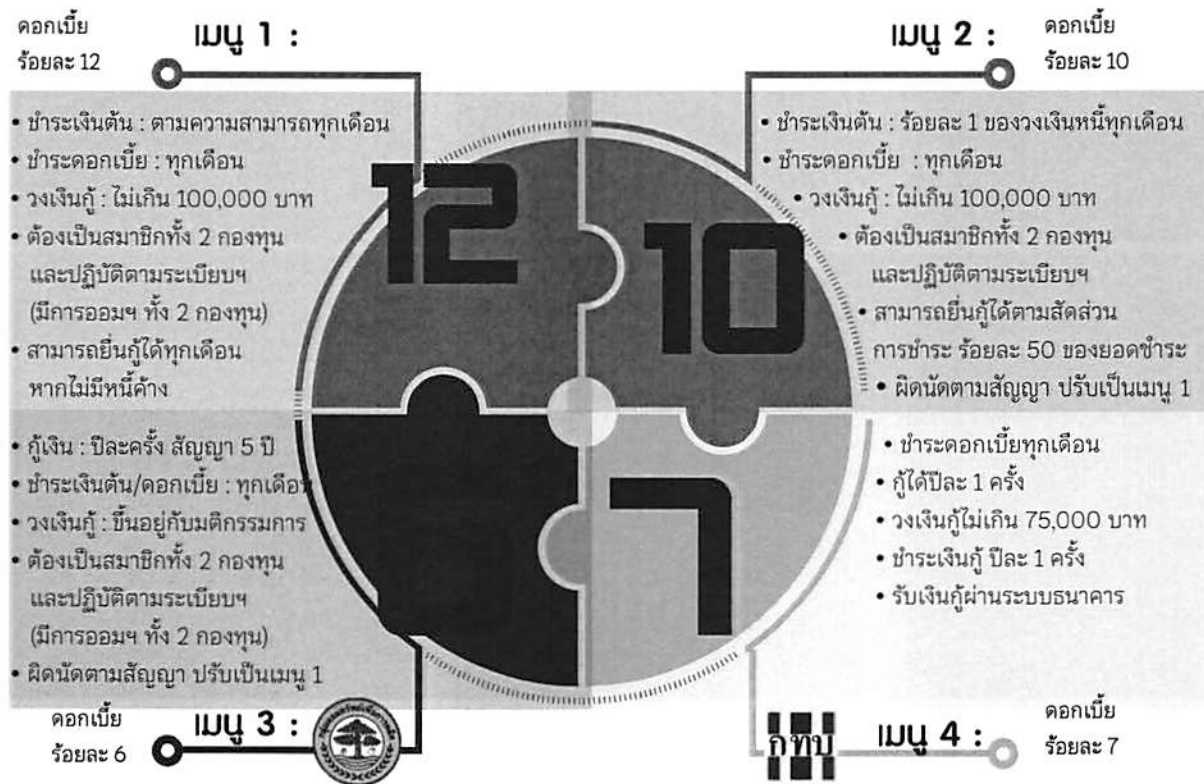 ดอกเบี้ย
ร้อยละ 12
เมนู 1 :
• ชำระเงินต้น : ตามความสามารถทุกเดือน
• ชำระดอกเบี้ย : ทุกเดือน
• วงเงินกู้ : ไม่เกิน 100,000 บาท
• ต้องเป็นสมาชิกทั้ง 2 กองทุน
และปฏิบัติตามระเบียบฯ
(มีการออมฯ ทั้ง 2 กองทุน)
• สามารถยื่นกู้ได้ทุกเดือน
หากไม่มีหนี้ค้าง
12
เมนู 2 :
ดอกเบี้ย
ร้อยละ 10
• ชำระเงินต้น : ร้อยละ 1 ของวงเงินหนี้ทุกเดือน
• ชำระดอกเบี้ย : ทุกเดือน
• วงเงินกู้ : ไม่เกิน 100,000 บาท
• ต้องเป็นสมาชิกทั้ง 2 กองทุน
และปฏิบัติตามระเบียบฯ
• สามารถยื่นกู้ได้ตามสัดส่วน
การชำระ ร้อยละ 50 ของยอดชำระ
• ผิดนัดตามสัญญา ปรับเป็นเมนู 1
10
• กู้เงิน : ปีละครั้ง สัญญา 5 ปี
• ชำระเงินต้น/ดอกเบี้ย : ทุกเดือน
• วงเงินกู้ : ขึ้นอยู่กับมติกรรมการ
• ต้องเป็นสมาชิกทั้ง 2 กองทุน
และปฏิบัติตามระเบียบฯ
(มีการออมฯ ทั้ง 2 กองทุน)
• ผิดนัดตามสัญญา ปรับเป็นเมนู 1
ดอกเบี้ย
ร้อยละ 6
เมนู 3 :
7
• ชำระดอกเบี้ยทุกเดือน
• กู้ได้ปีละ 1 ครั้ง
• วงเงินกู้ไม่เกิน 75,000 บาท
• ชำระเงินกู้ ปีละ 1 ครั้ง
• รับเงินกู้ผ่านระบบธนาคาร
กทบ
เมนู 4 :
ดอกเบี้ย
ร้อยละ 7